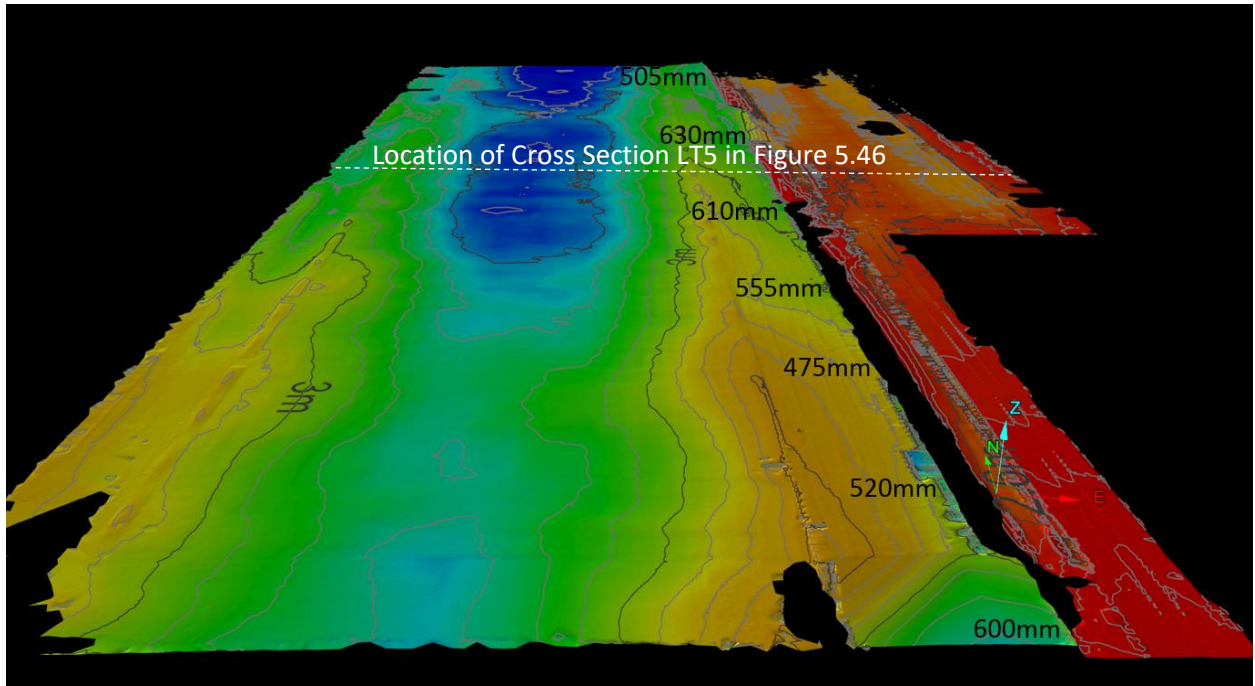 505mm
630mm
Location of Cross Section LT5 in Figure 5.46
610mm
3m
555mm
475mm
3m
Z
N
520mm
E
600mm